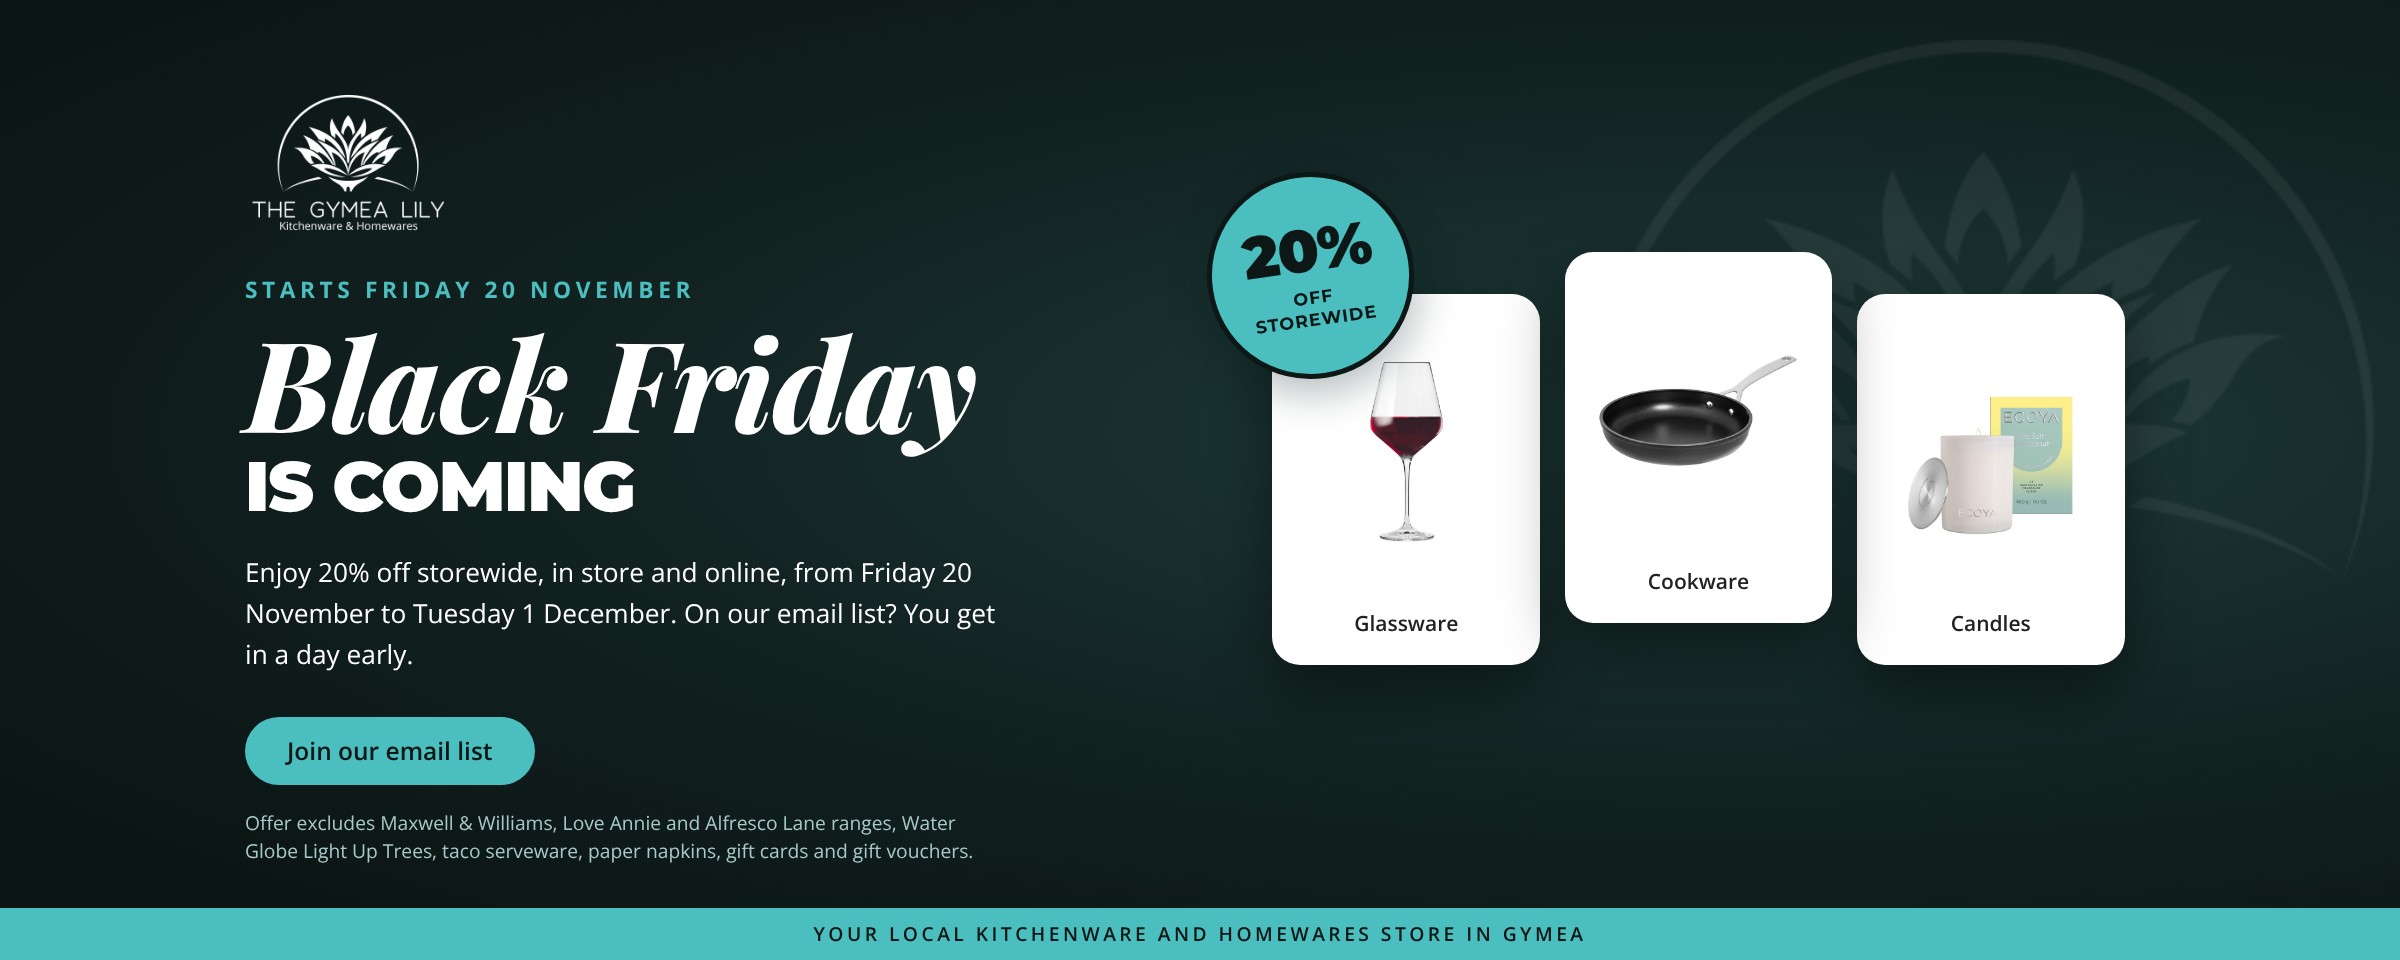 THE GYMEA LILY
Kitchenware & Homewares
STARTS FRIDAY 20 NOVEMBER
Black Friday
IS COMING
Enjoy 20% off storewide, in store and online, from Friday 20
November to Tuesday 1 December. On our email list? You get
in a day early.
Join our email list
Offer excludes Maxwell & Williams, Love Annie and Alfresco Lane ranges, Water
Globe Light Up Trees, taco serveware, paper napkins, gift cards and gift vouchers.
20%
OFF
STOREWIDE
Glassware
Cookware
ECOYA
ECOYA
Candles
YOUR LOCAL KITCHENWARE AND HOMEWARES STORE IN GYMEA